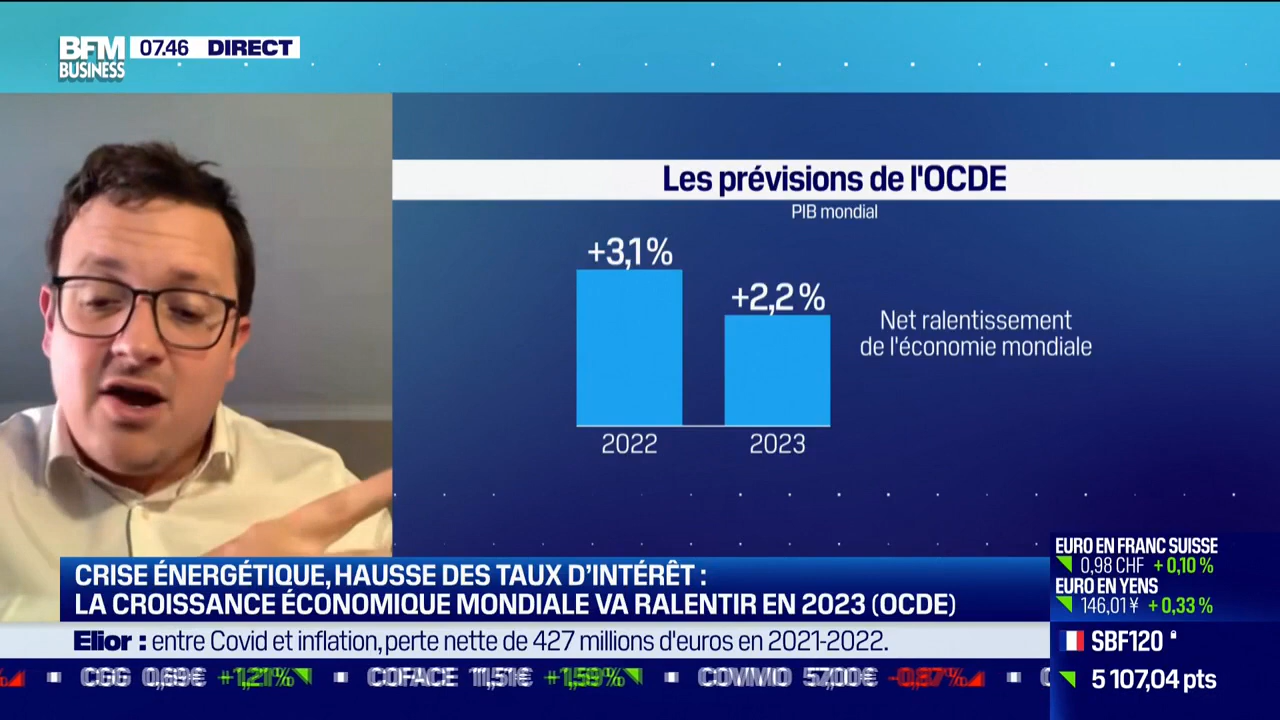 BFM
BUSINESS
07.46 DIRECT
Les prévisions de l'OCDE
PIB mondial
+3,1%
+2,2%
Net ralentissement
de l'économie mondiale
2022
2023
CRISE ÉNERGÉTIQUE, HAUSSE DES TAUX D'INTÉRÊT :
LA CROISSANCE ÉCONOMIQUE MONDIALE VA RALENTIR EN 2023 (OCDE)
Elior : entre Covid et inflation, perte nette de 427 millions d'euros en 2021-2022.
EURO EN FRANC SUISSE
0,98 CHF +0,10 %
EURO EN YENS
146,01 ¥ +0,33 %
SBF120
5 107,04 pts
CGG 0,69€ +1,21% COFACE 11,51€ +1,59% COVIVIO 57,00€